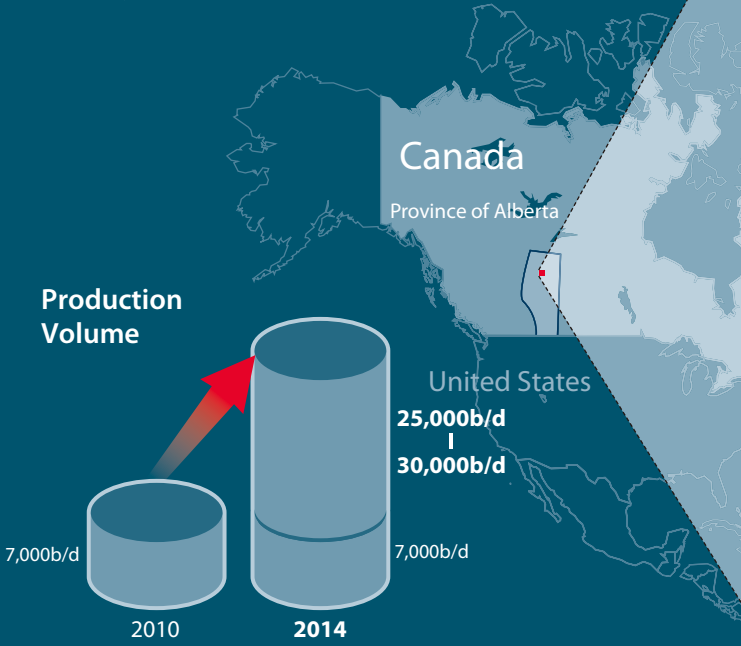 Canada
Province of Alberta
Production
Volume
United States
25,000b/d
30,000b/d
7,000b/d
7,000b/d
2010
2014